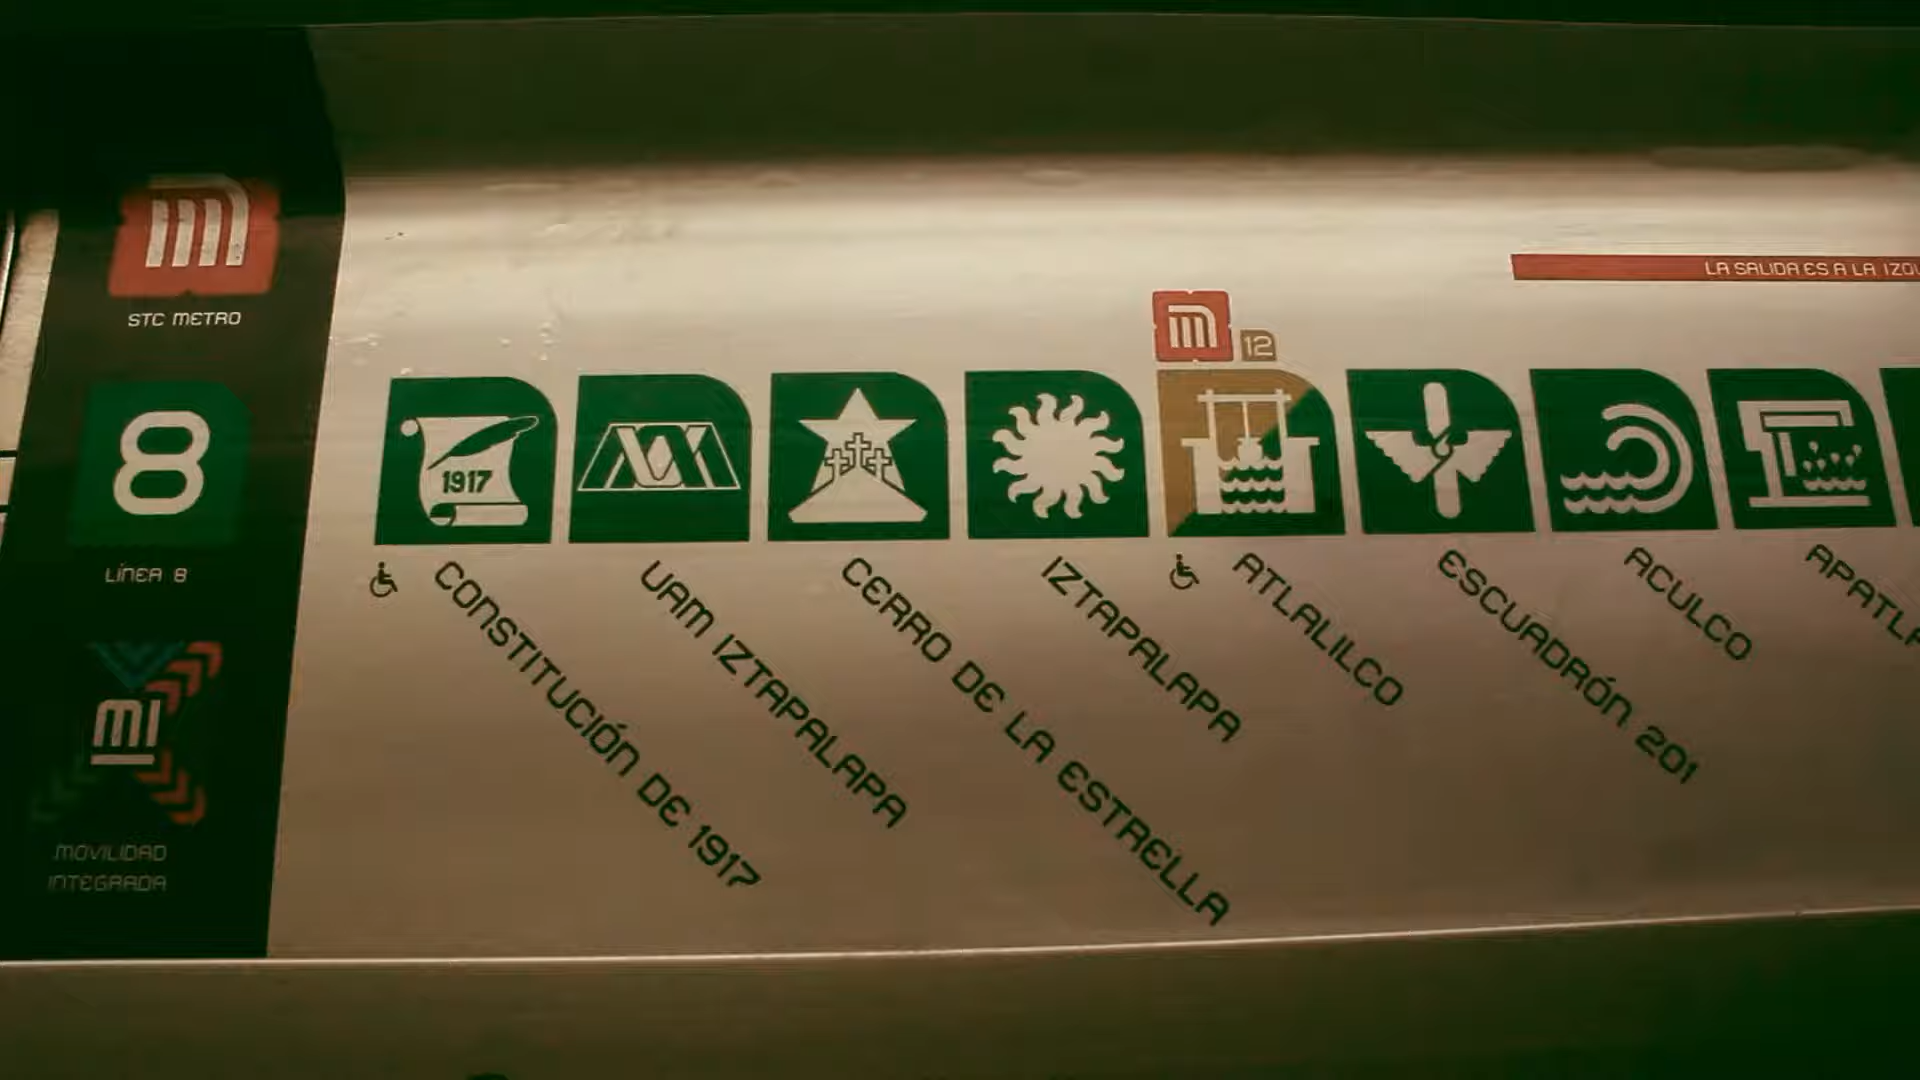 STC METRO
8
LÍNEA 8
MI
MOVILIDAD
INTEGRADA
LA SALIDA ES A LA
12
1917
CONSTITUCIÓN DE 1917
UAM IZTAPALAPA
CERRO DE LA ESTRELLA
IZTAPALAPA
ATLALILCO
ESCUADRÓN 201
ACULCO